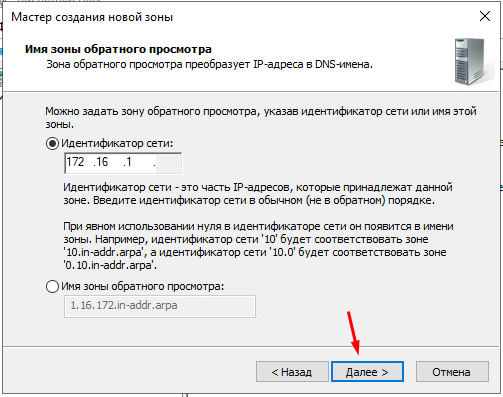 Мастер создания новой зоны
Имя зоны обратного просмотра
Зона обратного просмотра преобразует IP-адреса в DNS-имена.
Можно задать зону обратного просмотра, указав идентификатор сети или имя этой
зоны.
Идентификатор сети:
172 .16 .1 .
Идентификатор сети - это часть IP-адресов, которые принадлежат данной
зоне. Введите идентификатор сети в обычном (не в обратном) порядке.
При явном использовании нуля в идентификаторе сети он появится в имени
зоны. Например, идентификатор сети '10' будет соответствовать зоне
'10.in-addr.arpa', а идентификатор сети '10.0' будет соответствовать зоне
'0.10.in-addr.arpa'.
Имя зоны обратного просмотра:
1.16.172.in-addr.arpa
< Назад Далее > Отмена